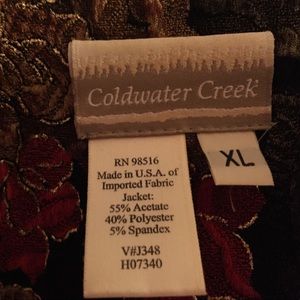 Coldwater Creek
XL
RN 98516
Made in U.S.A. of
Imported Fabric
Jacket:
55% Acetate
40% Polyester
5% Spandex
V#J348
H07340